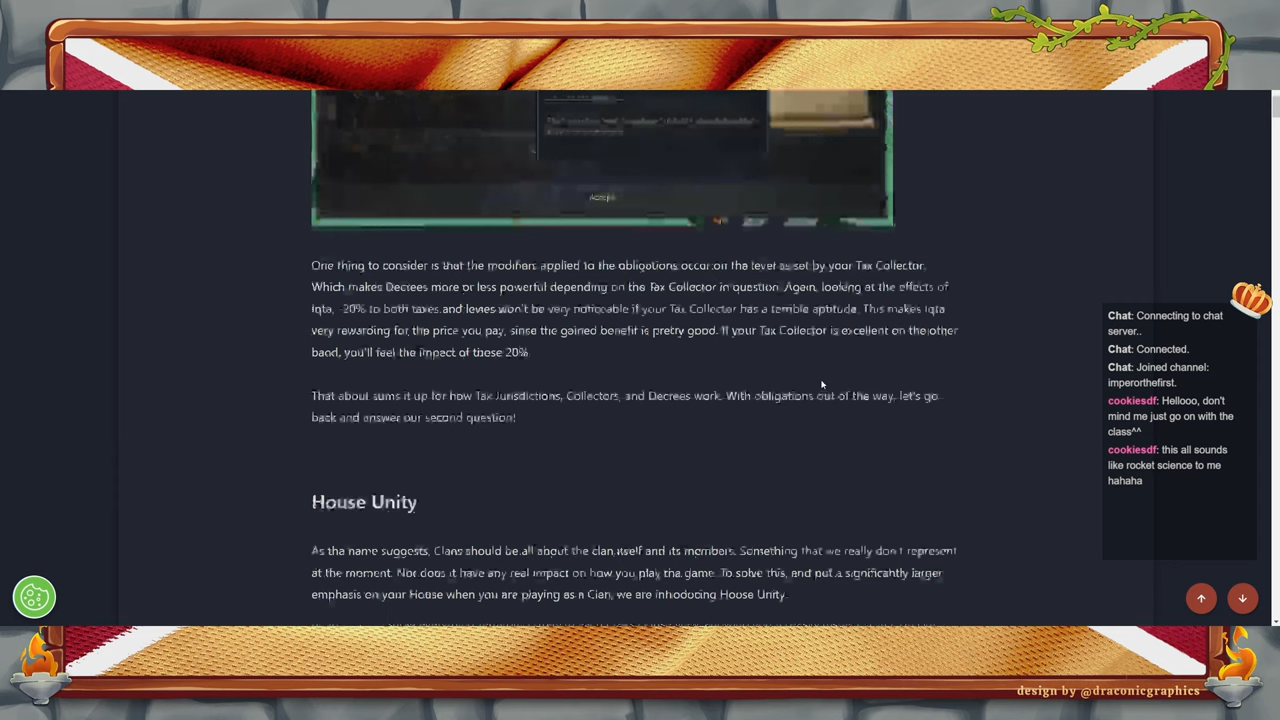 Accept
One thing to consider is that the modifiers applied to the obligations occur on the level as set by your Tax Collector.
Which makes Decrees more or less powerful depending on the Tax Collector in question. Again, looking at the effects of
Iqta, -20% to both taxes and levies won't be very noticeable if your Tax Collector has a terrible aptitude. This makes Iqta
very rewarding for the price you pay, since the gained benefit is pretty good. If your Tax Collector is excellent on the other
hand, you'll feel the impact of those 20%.
That about sums it up for how Tax Jurisdictions, Collectors, and Decrees work. With obligations out of the way, let's go
back and answer our second question!
House Unity
As the name suggests, Clans should be all about the clan itself and its members. Something that we really don't represent
at the moment. Nor does it have any real impact on how you play the game. To solve this, and put a significantly larger
emphasis on your House when you are playing as a Clan, we are introducing House Unity.
Chat: Connecting to chat
server..
Chat: Connected.
Chat: Joined channel:
imperorthefirst.
cookiesdf: Hellooo, don't
mind me just go on with the
class^^
cookiesdf: this all sounds
like rocket science to me
hahaha
design by @draconicgraphics